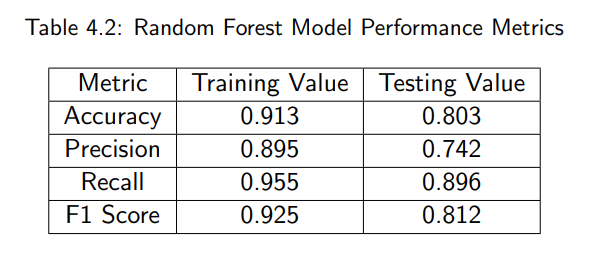 Table 4.2: Random Forest Model Performance Metrics
Metric Training Value Testing Value
Accuracy 0.913 0.803
Precision 0.895 0.742
Recall 0.955 0.896
F1 Score 0.925 0.812